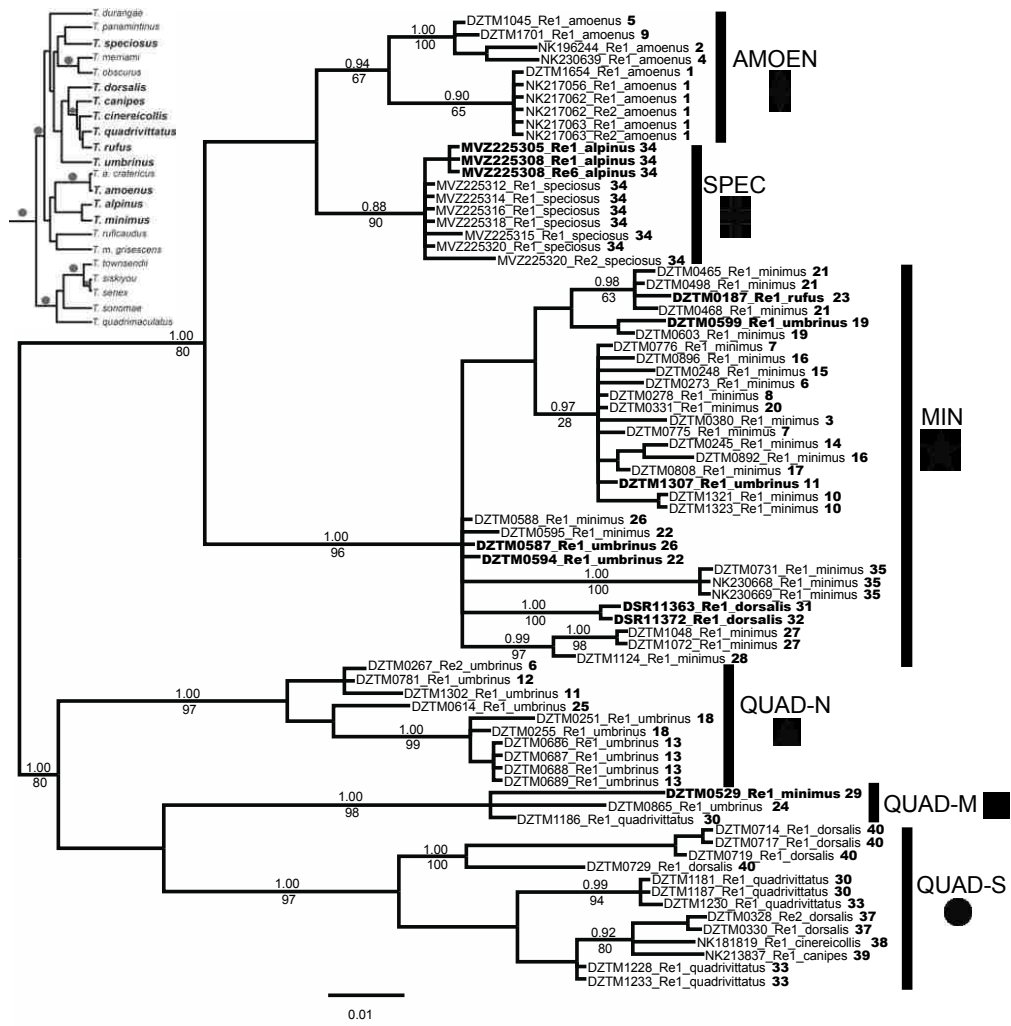 T. durangae
T. panamintinus
T. speciosus
T. merriami
T. obscurus
T. dorsalis
T. canipes
T. cinereicollis
T. quadrivittatus
T. rufus
T. umbrinus
T. a. cratericus
T. amoenus
T. alpinus
T. minimus
T. ruficaudus
T. m. grisescens
T. townsendii
T. siskiyou
T. senex
T. sonomae
T. quadrimaculatus
DZTM1045_Re1_amoenus 5
1.00
DZTM1701_Re1_amoenus 9
100
NK196244_Re1_amoenus 2
NK230639_Re1_amoenus 4
AMOEN
0.94
67
DZTM1654_Re1_amoenus 1
NK217056_Re1_amoenus 1
0.90
NK217062_Re1_amoenus 1
65
NK217062_Re2_amoenus 1
NK217063_Re1_amoenus 1
NK217063_Re2_amoenus 1
MVZ225305_Re1_alpinus 34
MVZ225308_Re1_alpinus 34
MVZ225308_Re6_alpinus 34
SPEC
MVZ225312_Re1_speciosus 34
MVZ225314_Re1_speciosus 34
0.88
MVZ225316_Re1_speciosus 34
90
MVZ225318_Re1_speciosus 34
MVZ225315_Re1_speciosus 34
MVZ225320_Re1_speciosus 34
MVZ225320_Re2_speciosus 34
DZTM0465_Re1_minimus 21
0.98
DZTM0498_Re1_minimus 21
63
DZTM0187_Re1_rufus 23
DZTM0468_Re1_minimus 21
DZTM0599_Re1_umbrinus 19
DZTM0603_Re1_minimus 19
1.00
80
DZTM0776_Re1_minimus 7
DZTM0896_Re1_minimus 16
DZTM0248_Re1_minimus 15
DZTM0273_Re1_minimus 6
DZTM0278_Re1_minimus 8
0.97
DZTM0331_Re1_minimus 20
28
DZTM0380_Re1_minimus 3
MIN
DZTM0775_Re1_minimus 7
DZTM0245_Re1_minimus 14
DZTM0892_Re1_minimus 16
DZTM0808_Re1_minimus 17
DZTM1307_Re1_umbrinus 11
DZTM1321_Re1_minimus 10
DZTM1323_Re1_minimus 10
DZTM0588_Re1_minimus 26
DZTM0595_Re1_minimus 22
1.00
96
DZTM0587_Re1_umbrinus 26
DZTM0594_Re1_umbrinus 22
1.00
100
DZTM0731_Re1_minimus 35
NK230668_Re1_minimus 35
NK230669_Re1_minimus 35
1.00
100
DSR11363_Re1_dorsalis 31
DSR11372_Re1_dorsalis 32
0.99
97
1.00
98
DZTM1048_Re1_minimus 27
DZTM1072_Re1_minimus 27
DZTM1124_Re1_minimus 28
DZTM0267_Re2_umbrinus 6
DZTM0781_Re1_umbrinus 12
1.00
97
DZTM1302_Re1_umbrinus 11
DZTM0614_Re1_umbrinus 25
QUAD-N
DZTM0251_Re1_umbrinus 18
1.00
99
DZTM0255_Re1_umbrinus 18
DZTM0686_Re1_umbrinus 13
DZTM0687_Re1_umbrinus 13
DZTM0688_Re1_umbrinus 13
DZTM0689_Re1_umbrinus 13
1.00
80
DZTM0529_Re1_minimus 29
1.00
98
DZTM0865_Re1_umbrinus 24
DZTM1186_Re1_quadrivittatus 30
QUAD-M
DZTM0714_Re1_dorsalis 40
DZTM0717_Re1_dorsalis 40
1.00
100
DZTM0719_Re1_dorsalis 40
DZTM0729_Re1_dorsalis 40
1.00
97
0.99
94
DZTM1181_Re1_quadrivittatus 30
DZTM1187_Re1_quadrivittatus 30
DZTM1230_Re1_quadrivittatus 33
QUAD-S
DZTM0328_Re2_dorsalis 37
DZTM0330_Re1_dorsalis 37
0.92
80
NK181819_Re1_cinereicollis 38
NK213837_Re1_canipes 39
DZTM1228_Re1_quadrivittatus 33
DZTM1233_Re1_quadrivittatus 33
0.01